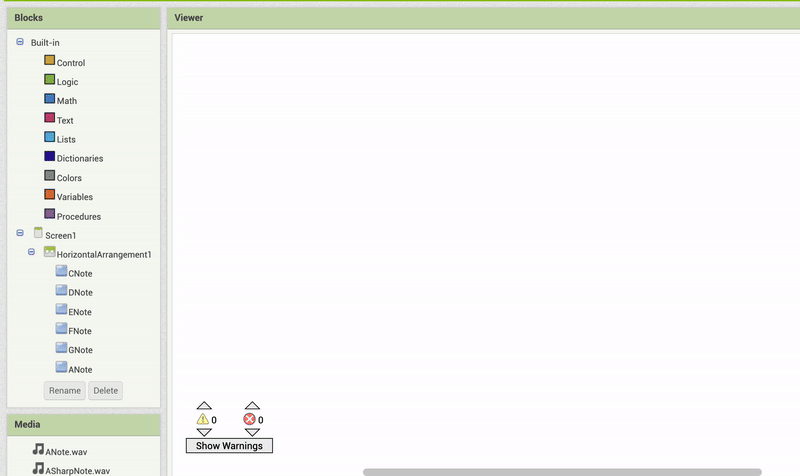 Blocks
Viewer
Built-in
Control
Logic
Math
Text
Lists
Dictionaries
Colors
Variables
Procedures
Screen1
HorizontalArrangement1
CNote
DNote
ENote
FNote
GNote
ANote
Rename Delete
0 0
Show Warnings
Media
ANote.wav
ASharpNote.wav